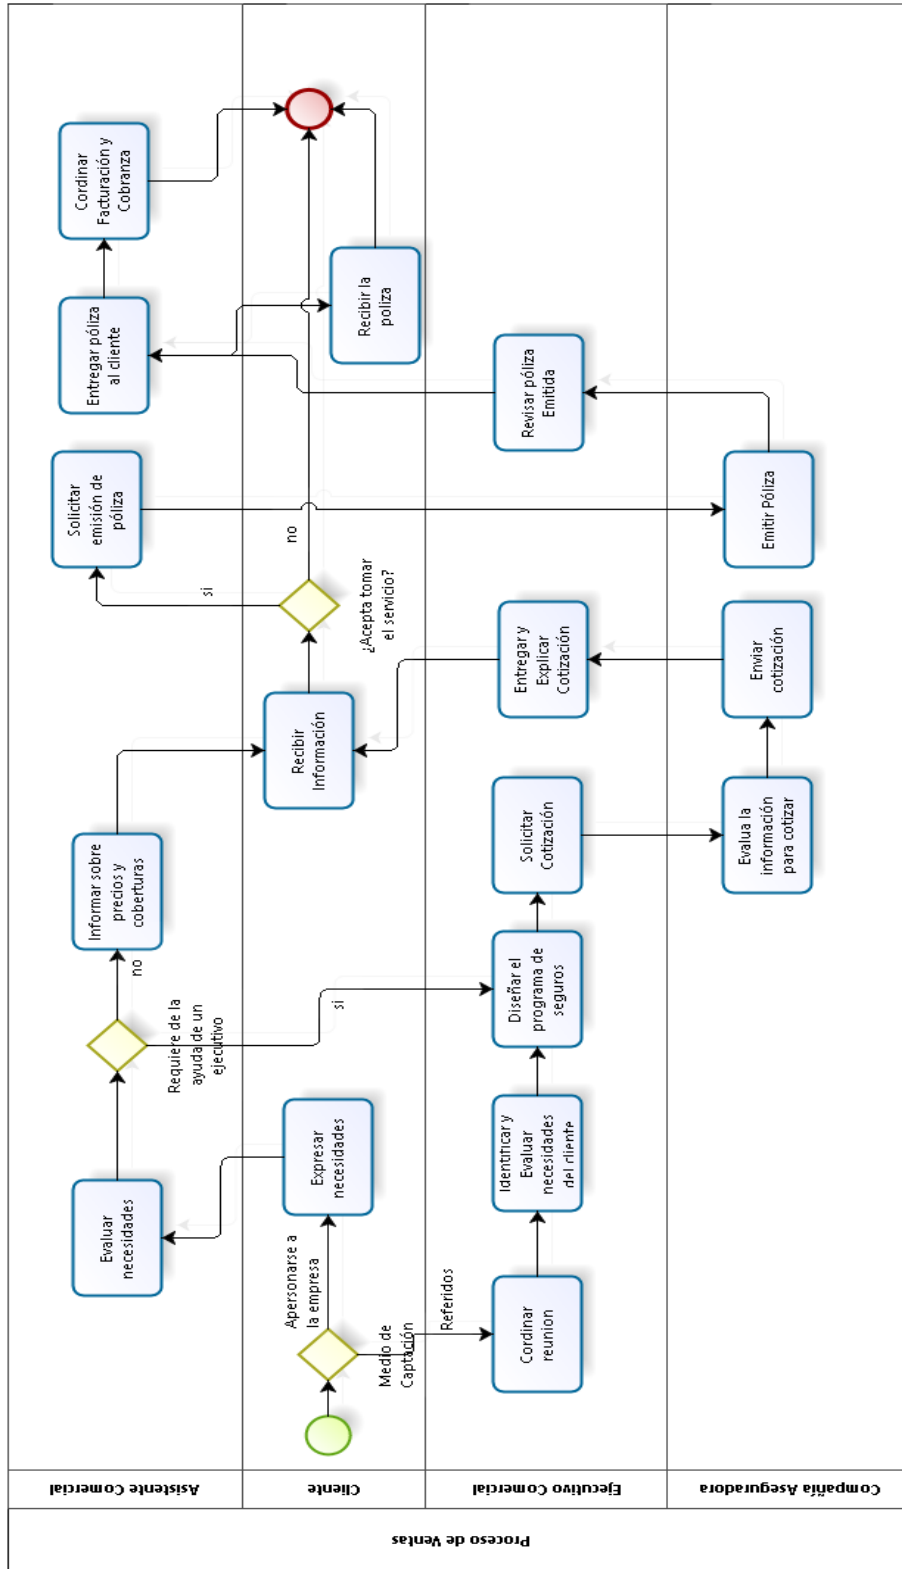 Proceso de Ventas
Asistente Comercial
Cliente
Ejecutivo Comercial
Compañía Aseguradora
Evaluar
necesidades
Requiere de la
ayuda de un
ejecutivo
no
si
Informar sobre
precios y
coberturas
Solicitar
emisión de
póliza
Entregar póliza
al cliente
Cordinar
Facturación y
Cobranza
Medio de
Captación
Apersonarse a
la empresa
Referidos
Expresar
necesidades
Recibir
Información
¿Acepta tomar
el servicio?
si
no
Recibir la
poliza
Cordinar
reunion
Identificar y
Evaluar
necesidades
del cliente
Diseñar el
programa de
seguros
Solicitar
Cotización
Entregar y
Explicar
Cotización
Revisar póliza
Emitida
Evalua la
información
para cotizar
Enviar
cotización
Emitir Póliza